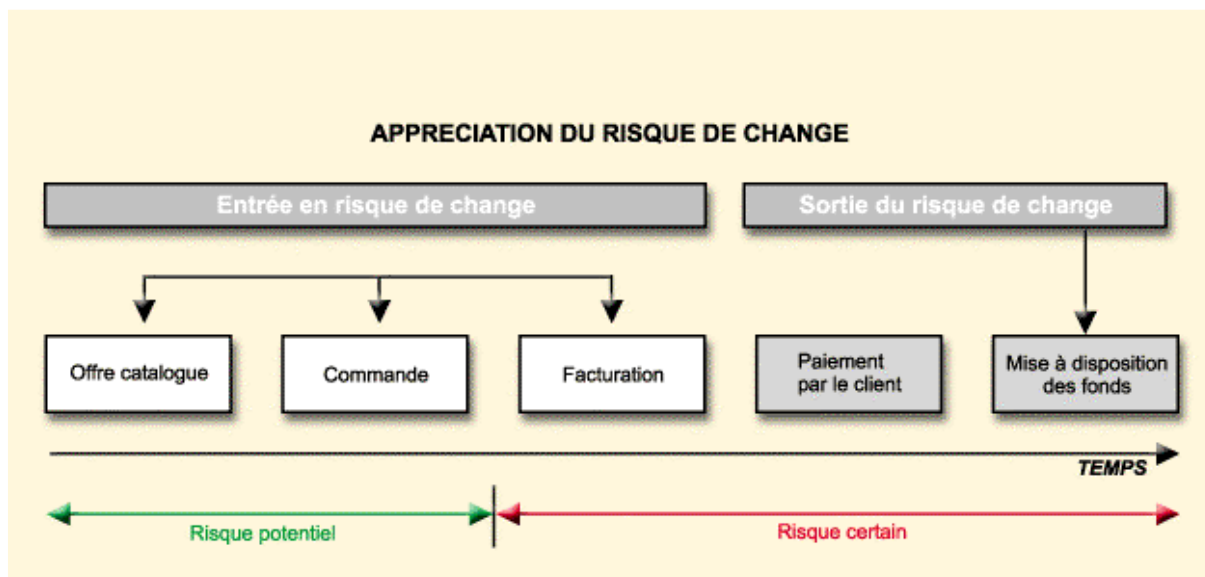 APPRECIATION DU RISQUE DE CHANGE
Entrée en risque de change
Sortie du risque de change
Offre catalogue
Commande
Facturation
Paiement
par le client
Mise à disposition
des fonds
TEMPS
Risque potentiel
Risque certain